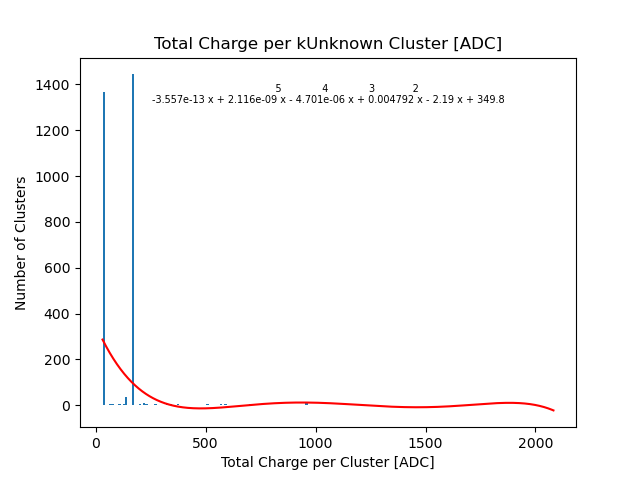 Total Charge per kUnknown Cluster [ADC]
5 4 3 2
-3.557e-13 x + 2.116e-09 x - 4.701e-06 x + 0.004792 x - 2.19 x + 349.8
Number of Clusters
1400
1200
1000
800
600
400
200
0
0 500 1000 1500 2000
Total Charge per Cluster [ADC]